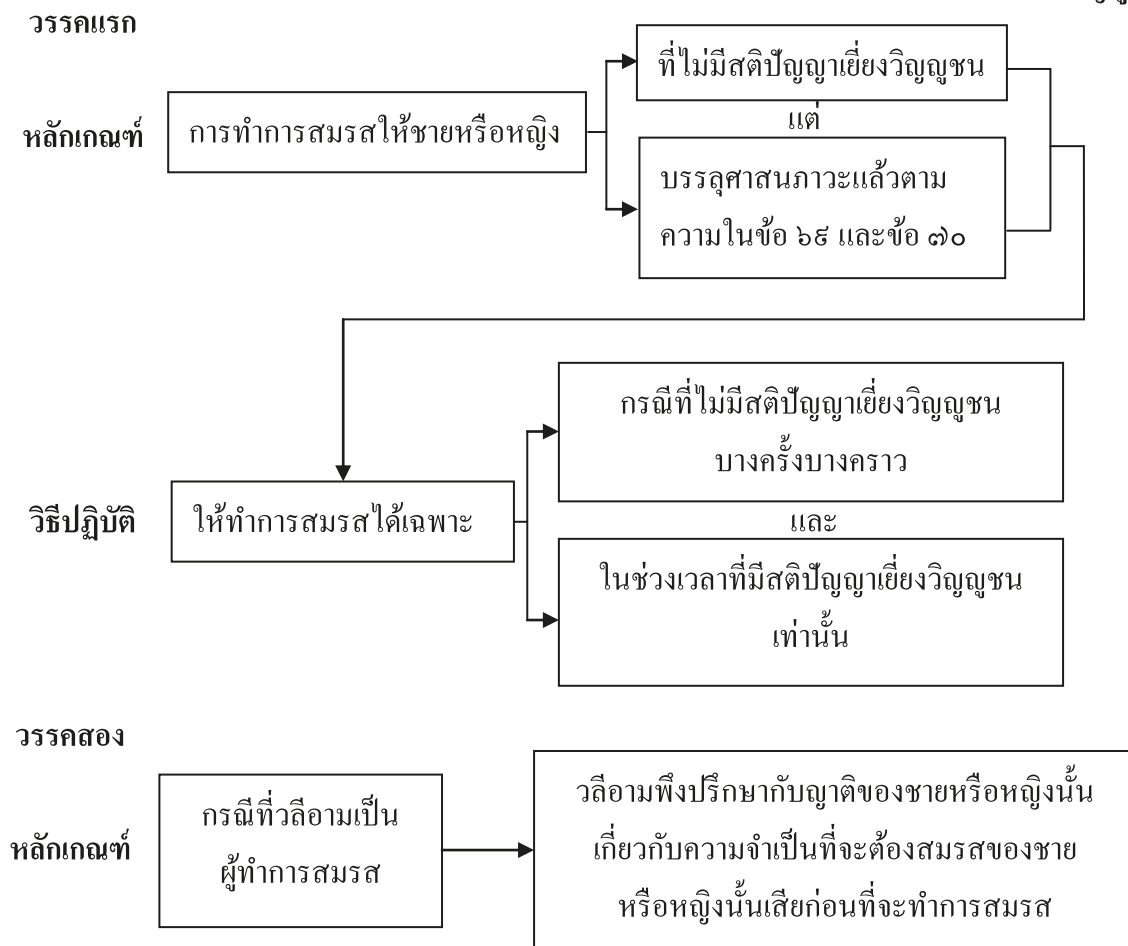 วรรคแรก
ที่ไม่มีสติปัญญาเยี่ยงวิญญูชน
แต่
หลักเกณฑ์
การทำการสมรสให้ชายหรือหญิง
บรรลุศาสนภาวะแล้วตาม
ความในข้อ ๖๙ และข้อ ๗๐
กรณีที่ไม่มีสติปัญญาเยี่ยงวิญญูชน
บางครั้งบางคราว
วิธีปฏิบัติ
ให้ทำการสมรสได้เฉพาะ
และ
ในช่วงเวลาที่มีสติปัญญาเยี่ยงวิญญูชน
เท่านั้น
วรรคสอง
หลักเกณฑ์
กรณีที่วลีอามเป็น
ผู้ทำการสมรส
วลีอามพึงปรึกษากับญาติของชายหรือหญิงนั้น
เกี่ยวกับความจำเป็นที่จะต้องสมรสของชาย
หรือหญิงนั้นเสียก่อนที่จะทำการสมรส